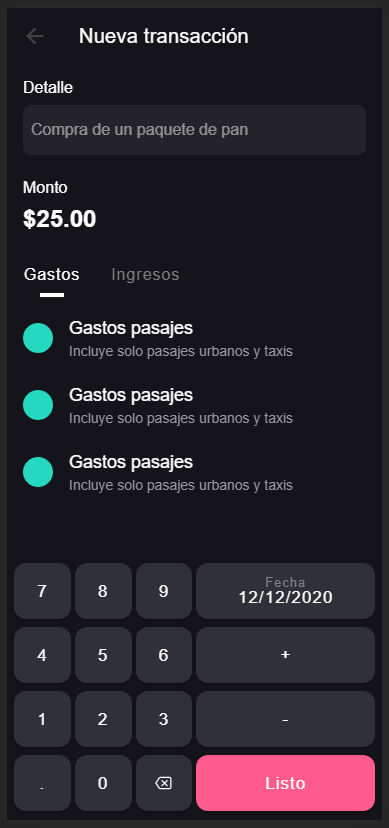 Nueva transacción
Detalle
Compra de un paquete de pan
Monto
$25.00
Gastos Ingresos
Gastos pasajes
Incluye solo pasajes urbanos y taxis
Gastos pasajes
Incluye solo pasajes urbanos y taxis
Gastos pasajes
Incluye solo pasajes urbanos y taxis
7 8 9 Fecha
12/12/2020
4 5 6 +
1 2 3 -
. 0 Listo